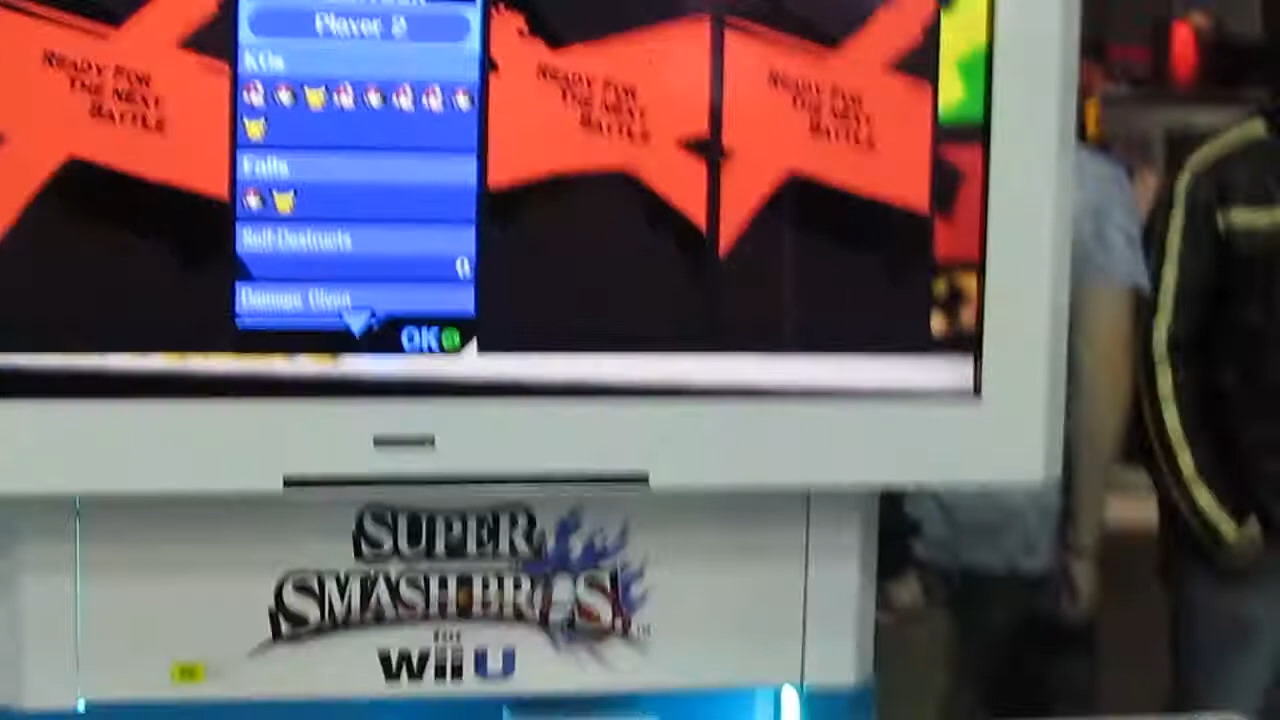 Player 2
KOs
READY FOR
THE NEXT
BATTLE
READY FOR
THE NEXT
BATTLE
READY FOR
THE NEXT
BATTLE
Falls
Self-Destructs
0
Damage Given
OK
SUPER
SMASH BROS.
FOR
Wii U